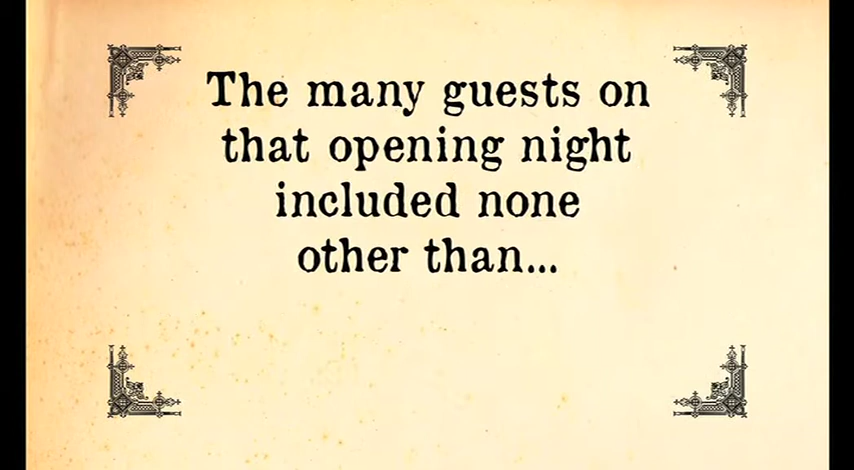 The many guests on
that opening night
included none
other than...